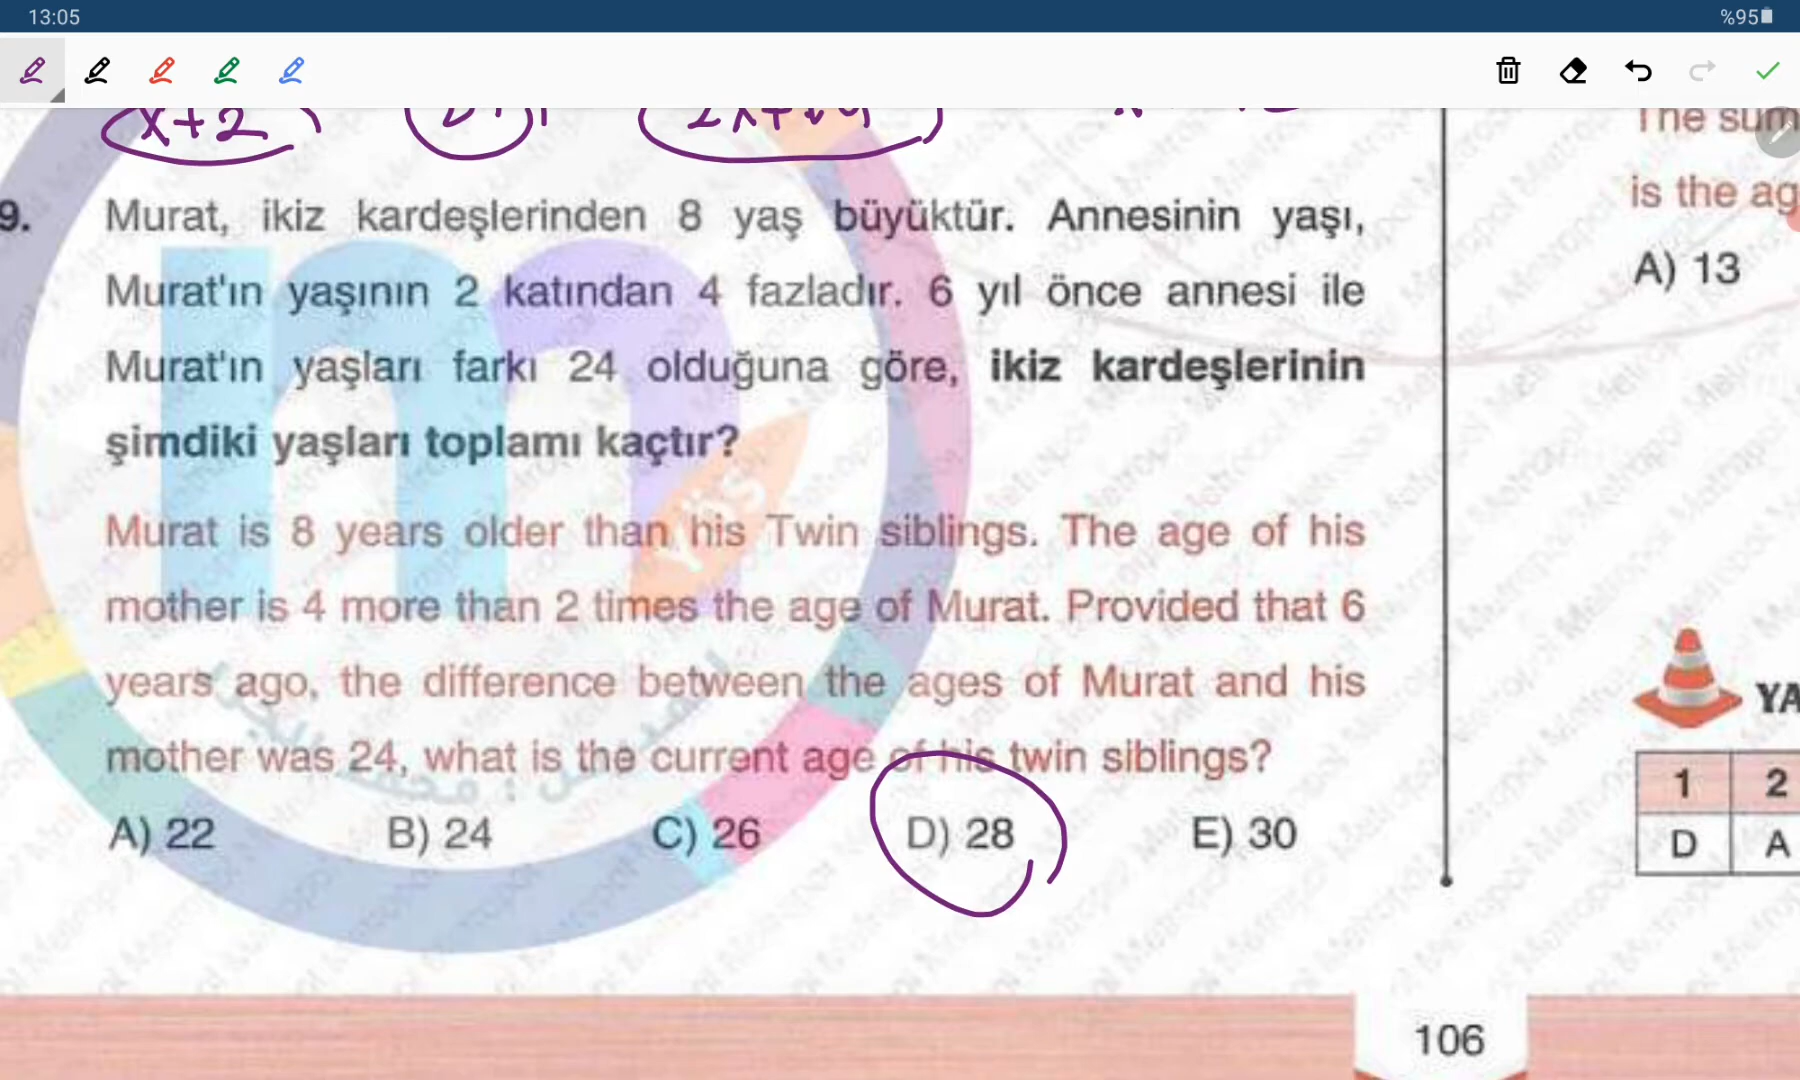 13:05
%95
x+2
The sum
is the ag
A) 13
9. Murat, ikiz kardeşlerinden 8 yaş büyüktür. Annesinin yaşı,
Murat'ın yaşının 2 katından 4 fazladır. 6 yıl önce annesi ile
Murat'ın yaşları farkı 24 olduğuna göre, ikiz kardeşlerinin
şimdiki yaşları toplamı kaçtır?
Murat is 8 years older than his Twin siblings. The age of his
mother is 4 more than 2 times the age of Murat. Provided that 6
years ago, the difference between the ages of Murat and his
mother was 24, what is the current age of his twin siblings?
A) 22 B) 24 C) 26 D) 28 E) 30
YÖS
YA
1 2
D A
106